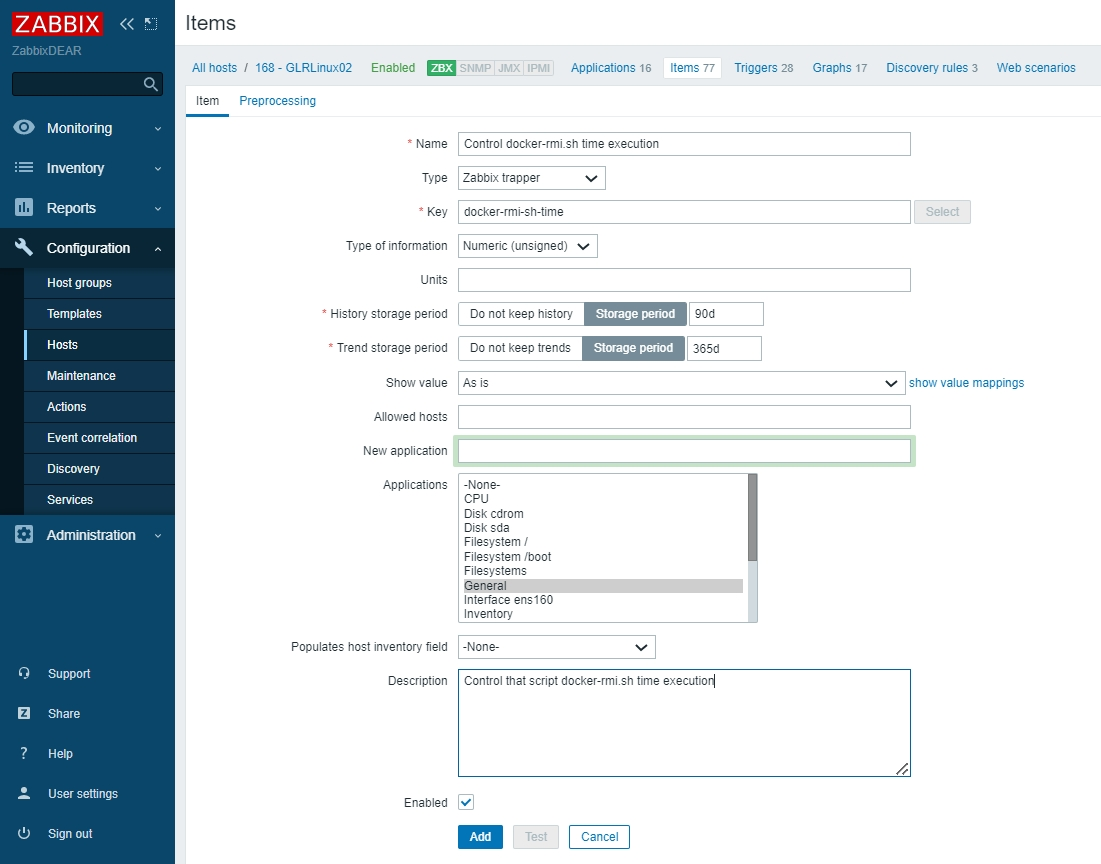 ZABBIX
ZabbixDEAR
Monitoring
Inventory
Reports
Configuration
Host groups
Templates
Hosts
Maintenance
Actions
Event correlation
Discovery
Services
Administration
Support
Z Share
? Help
User settings
Sign out
Items
All hosts / 168 - GLRLinux02 Enabled ZBX SNMP JMX IPMI Applications 16 Items 77 Triggers 28 Graphs 17 Discovery rules 3 Web scenarios
Item Preprocessing
* Name Control docker-rmi.sh time execution
Type Zabbix trapper
* Key docker-rmi-sh-time Select
Type of information Numeric (unsigned)
Units
* History storage period Do not keep history Storage period 90d
* Trend storage period Do not keep trends Storage period 365d
Show value As is show value mappings
Allowed hosts
New application
Applications -None-
CPU
Disk cdrom
Disk sda
Filesystem /
Filesystem /boot
Filesystems
General
Interface ens160
Inventory
Populates host inventory field -None-
Description Control that script docker-rmi.sh time execution
Enabled
Add Test Cancel